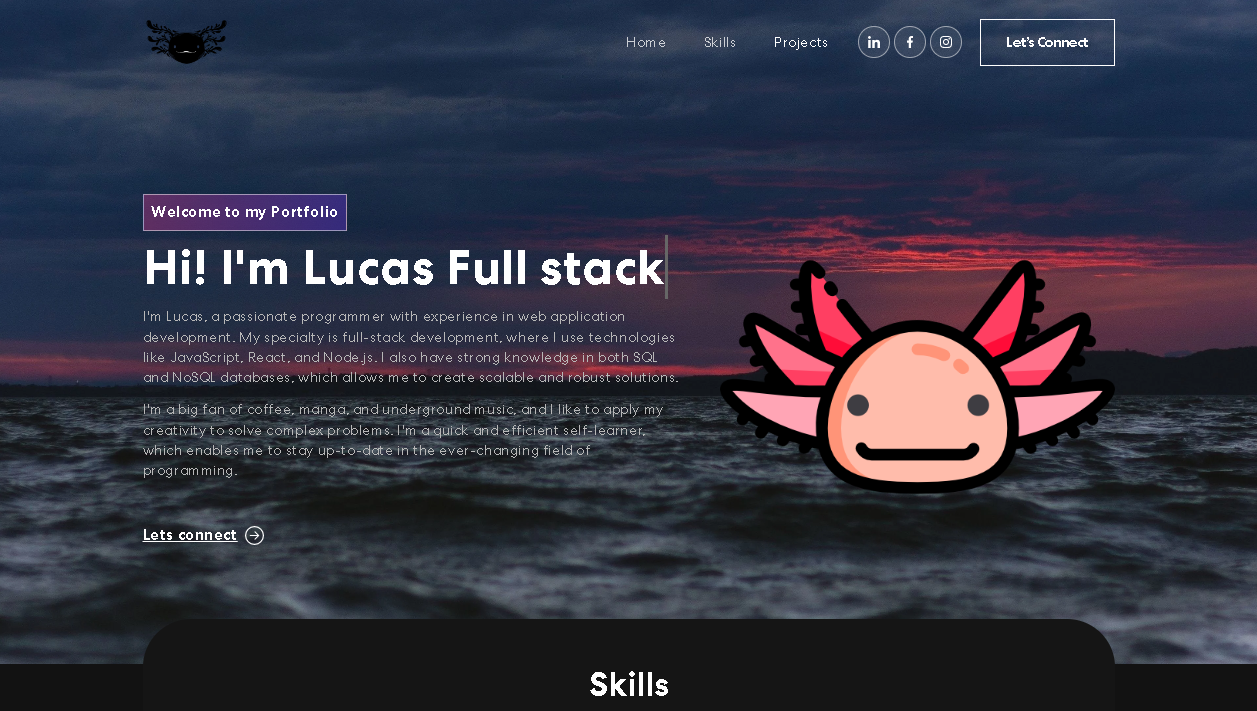 Home Skills Projects Let's Connect
Welcome to my Portfolio
Hi! I'm Lucas Full stack
I'm Lucas, a passionate programmer with experience in web application
development. My specialty is full-stack development, where I use technologies
like JavaScript, React, and Node.js. I also have strong knowledge in both SQL
and NoSQL databases, which allows me to create scalable and robust solutions.
I'm a big fan of coffee, manga, and underground music, and I like to apply my
creativity to solve complex problems. I'm a quick and efficient self-learner,
which enables me to stay up-to-date in the ever-changing field of
programming.
Lets connect
Skills